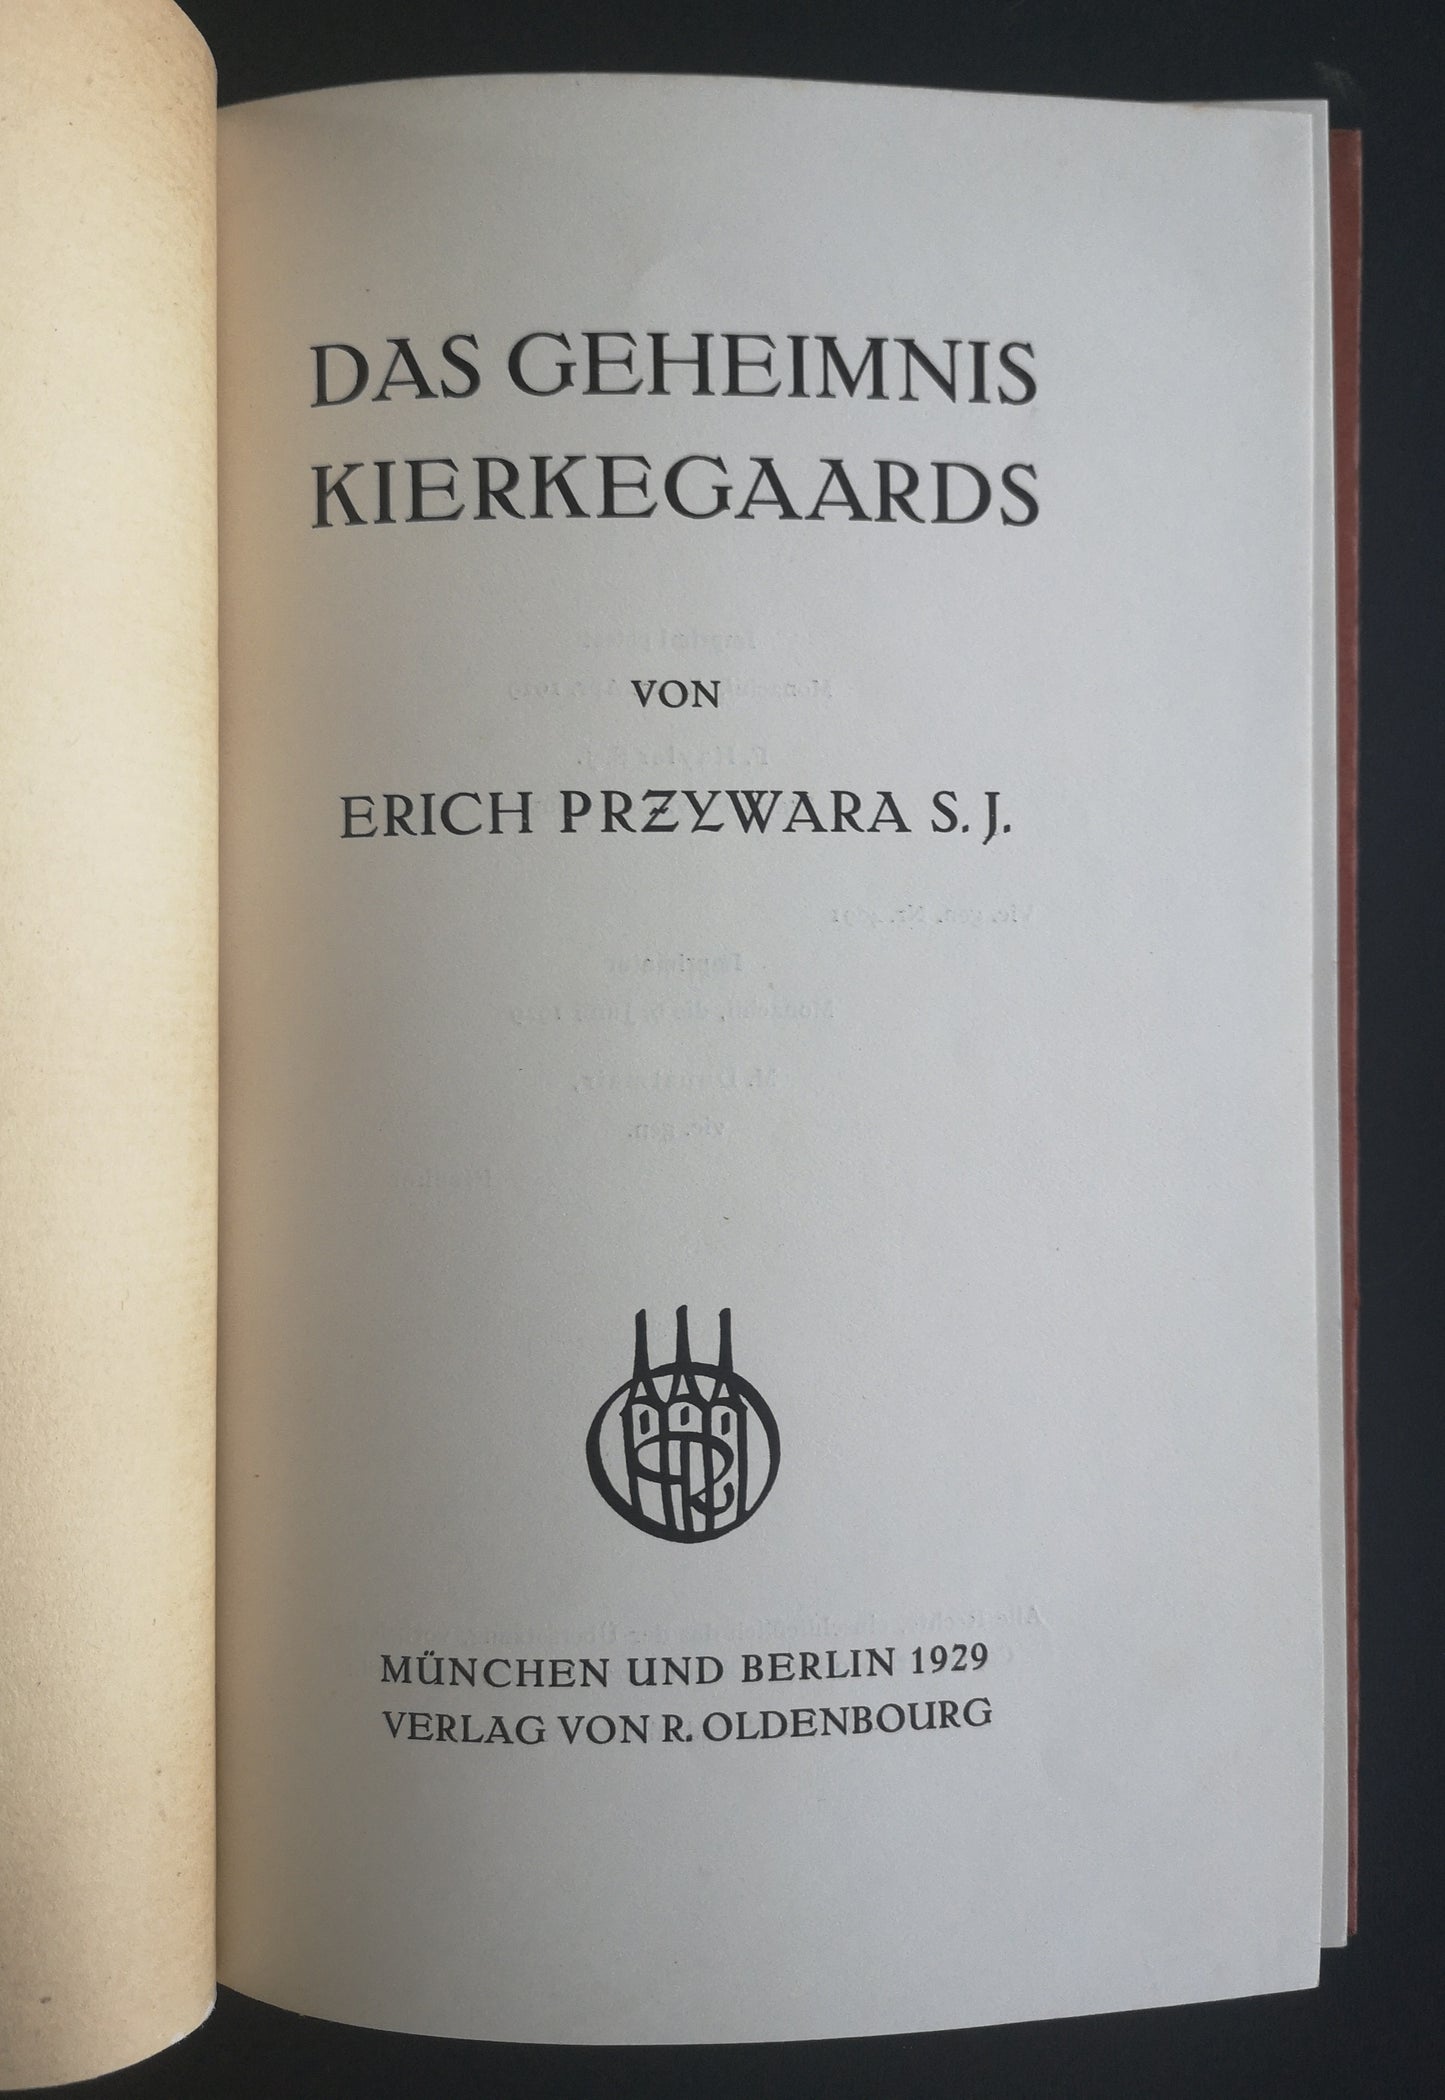 DAS GEHEIMNIS
KIERKEGAARDS
VON
ERICH PRZYWARA S. J.
MÜNCHEN UND BERLIN 1929
VERLAG VON R. OLDENBOURG